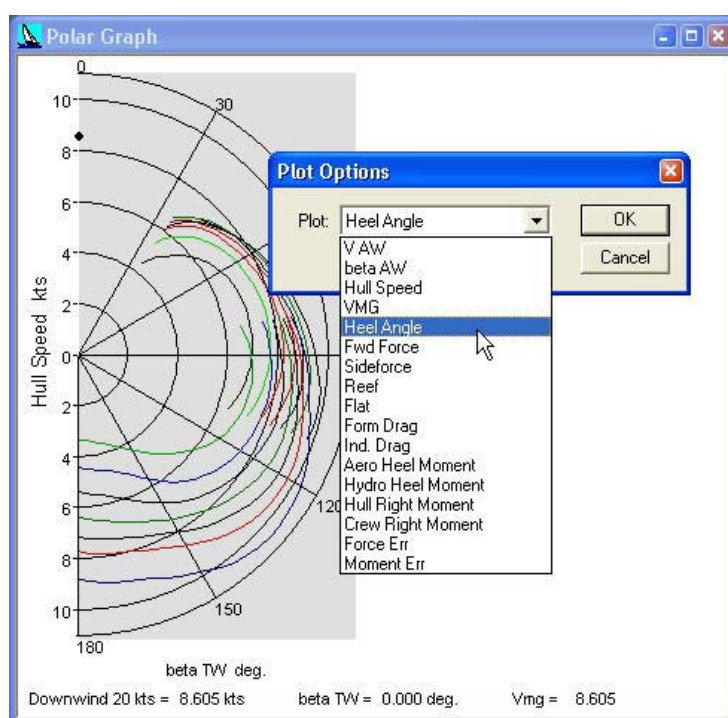 Polar Graph
0
10
30
8
Plot Options
6
Plot:
Heel Angle
OK
V AW
Cancel
beta AW
4
Hull Speed
VMG
2
Heel Angle
Fwd Force
Hull Speed kts
0
Sideforce
Reef
2
Flat
Form Drag
Ind. Drag
4
Aero Heel Moment
Hydro Heel Moment
6
120
Hull Right Moment
Crew Right Moment
Force Err
8
Moment Err
10
150
180
beta TW deg.
Downwind 20 kts = 8.605 kts beta TW = 0.000 deg. Vmg = 8.605